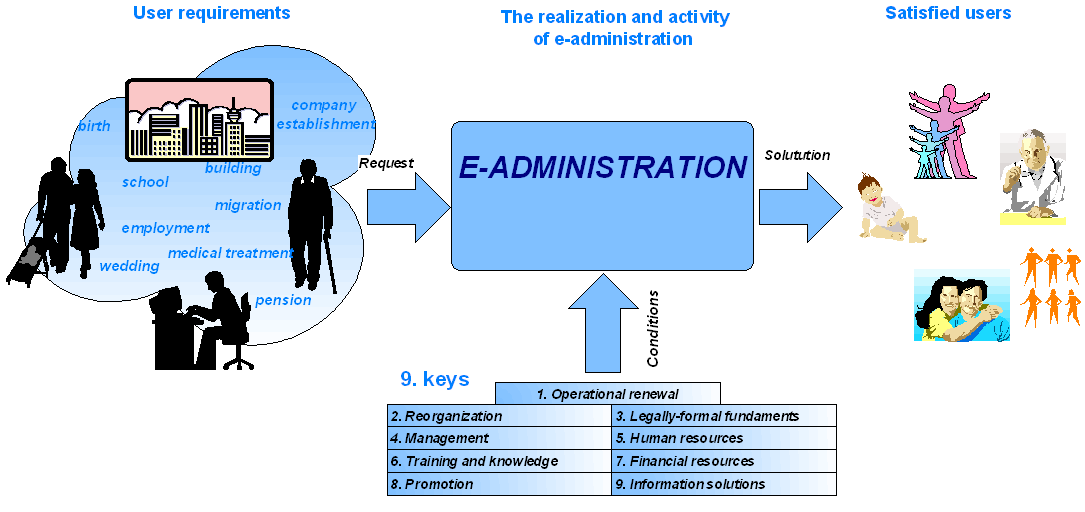 User requirements
The realization and activity
of e-administration
Satisfied users
company
establishment
birth
building
school
migration
employment
medical treatment
wedding
pension
Request
E-ADMINISTRATION
Solutution
Conditions
9. keys
1. Operational renewal
2. Reorganization
3. Legally-formal fundaments
4. Management
5. Human resources
6. Training and knowledge
7. Financial resources
8. Promotion
9. Information solutions